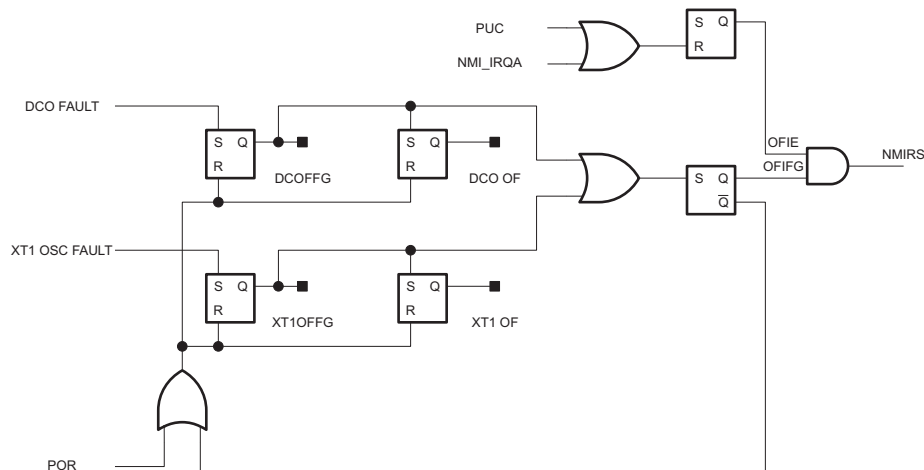 PUC
S Q
R
NMI_IRQA
DCO FAULT
S Q
R
DCOFFG
S Q
R
DCO OF
OFIE
OFIFG
NMIRS
S Q
Q̅
XT1 OSC FAULT
S Q
R
XT1OFFG
S Q
R
XT1 OF
POR